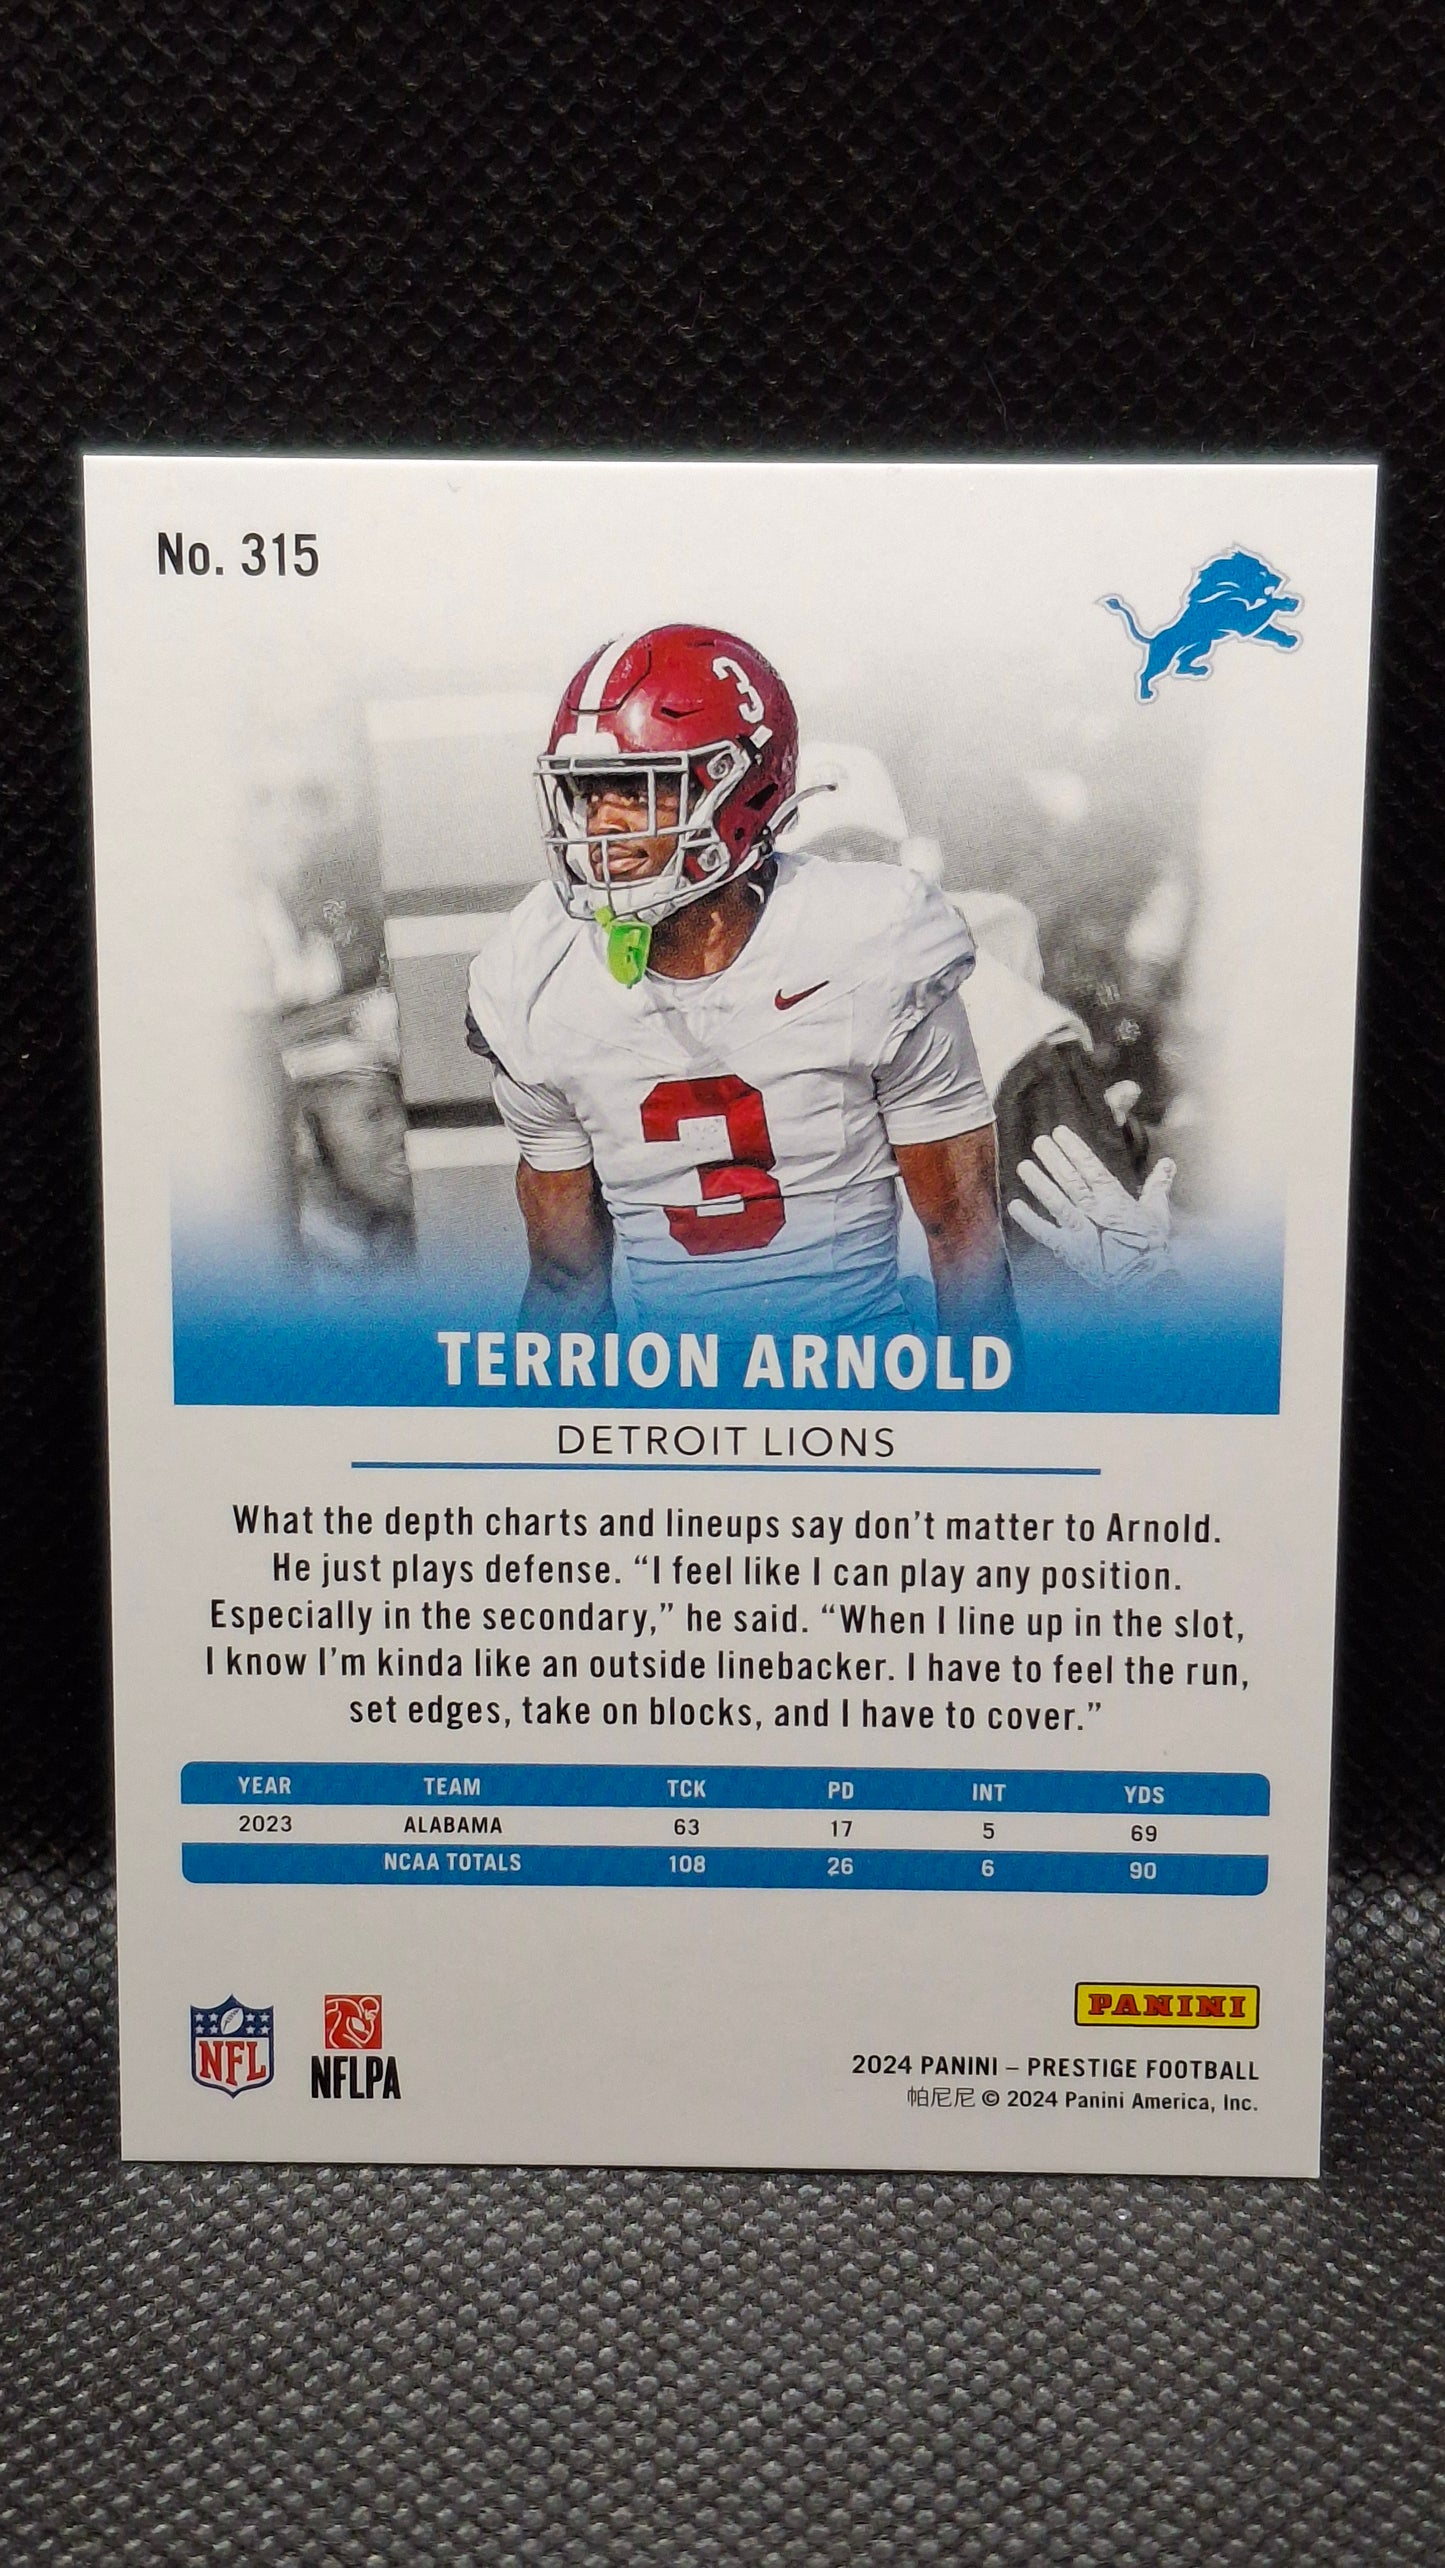 No. 315
3
3
TERRION ARNOLD
DETROIT LIONS
What the depth charts and lineups say don't matter to Arnold.
He just plays defense. “I feel like I can play any position.
Especially in the secondary,” he said. “When I line up in the slot,
I know I'm kinda like an outside linebacker. I have to feel the run,
set edges, take on blocks, and I have to cover.”
YEAR TEAM TCK PD INT YDS
2023 ALABAMA 63 17 5 69
NCAA TOTALS 108 26 6 90
NFL
NFLPA
PANINI
2024 PANINI – PRESTIGE FOOTBALL
帕尼尼 © 2024 Panini America, Inc.